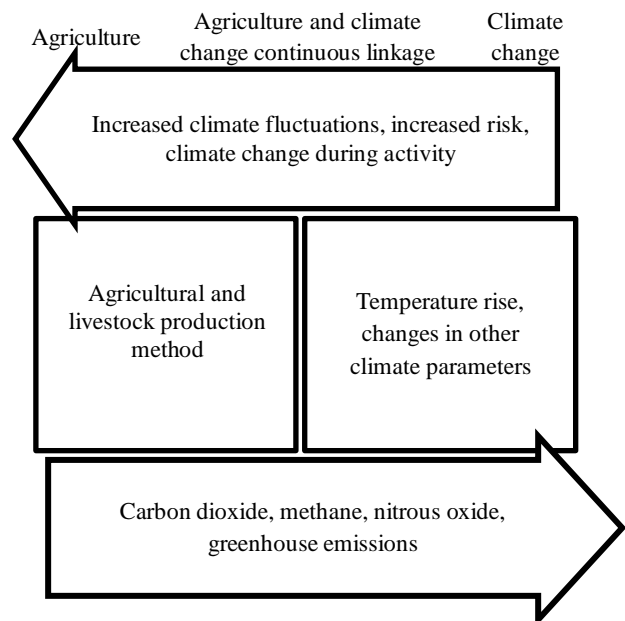 Agriculture
Agriculture and climate
change continuous linkage
Climate
change
Increased climate fluctuations, increased risk,
climate change during activity
Agricultural and
livestock production
method
Temperature rise,
changes in other
climate parameters
Carbon dioxide, methane, nitrous oxide,
greenhouse emissions